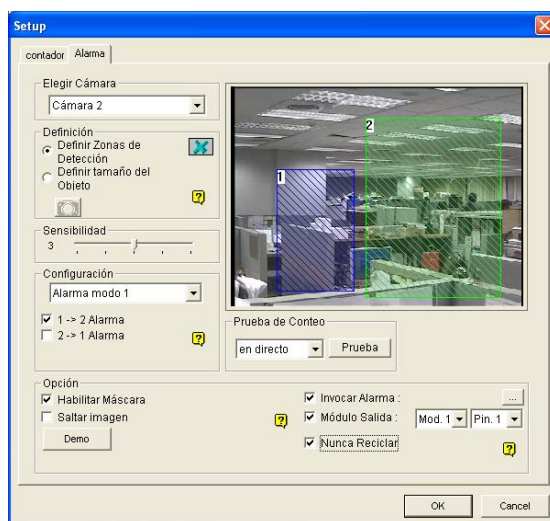 Setup
contador Alarma
Elegir Cámara
Cámara 2
Definición
Definir Zonas de
Detección
Definir tamaño del
Objeto
?
Sensibilidad
3
Configuración
Alarma modo 1
1 -> 2 Alarma
2 -> 1 Alarma
?
1
2
Prueba de Conteo
en directo Prueba
Opción
Habilitar Máscara
Saltar imagen
?
Demo
Invocar Alarma : ...
Módulo Salida : Mod. 1 Pin. 1
Nunca Reciclar
?
OK Cancel